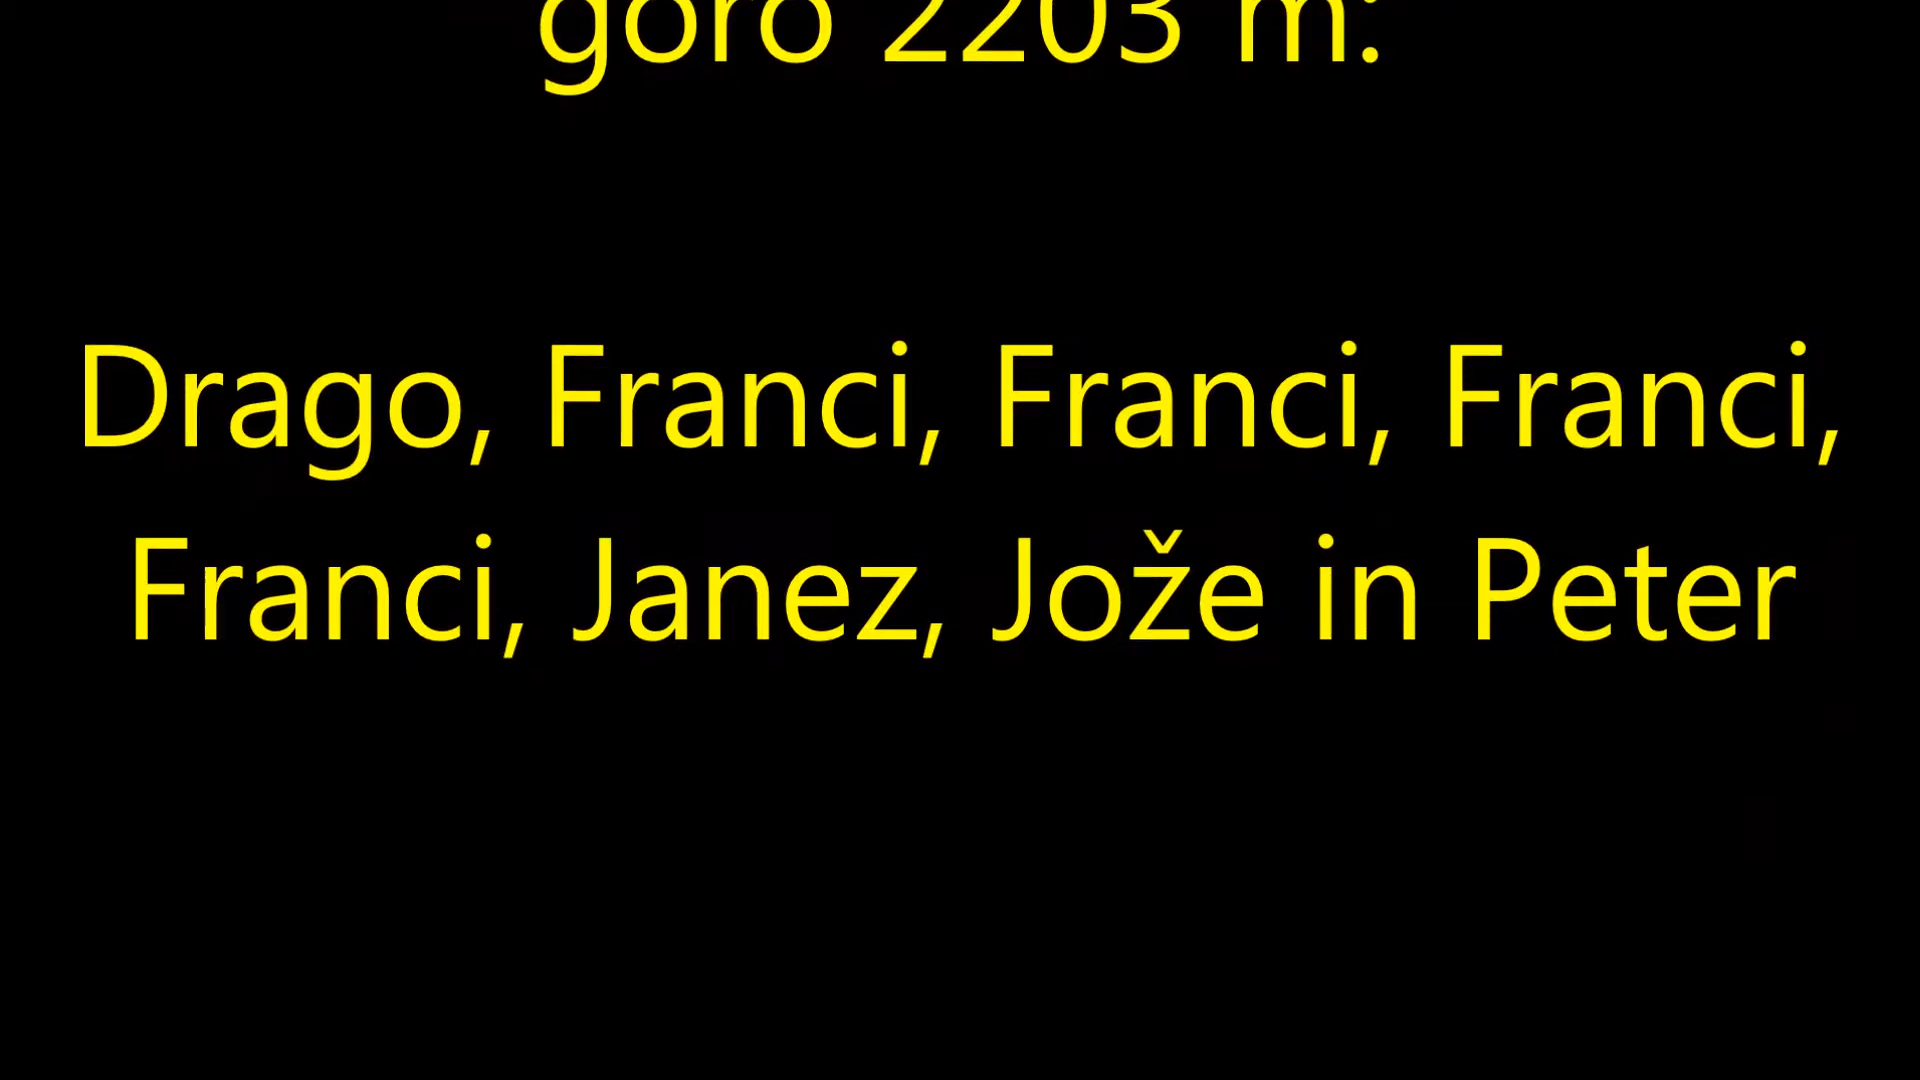 goro 2203 m:
Drago, Franci, Franci, Franci,
Franci, Janez, Jože in Peter